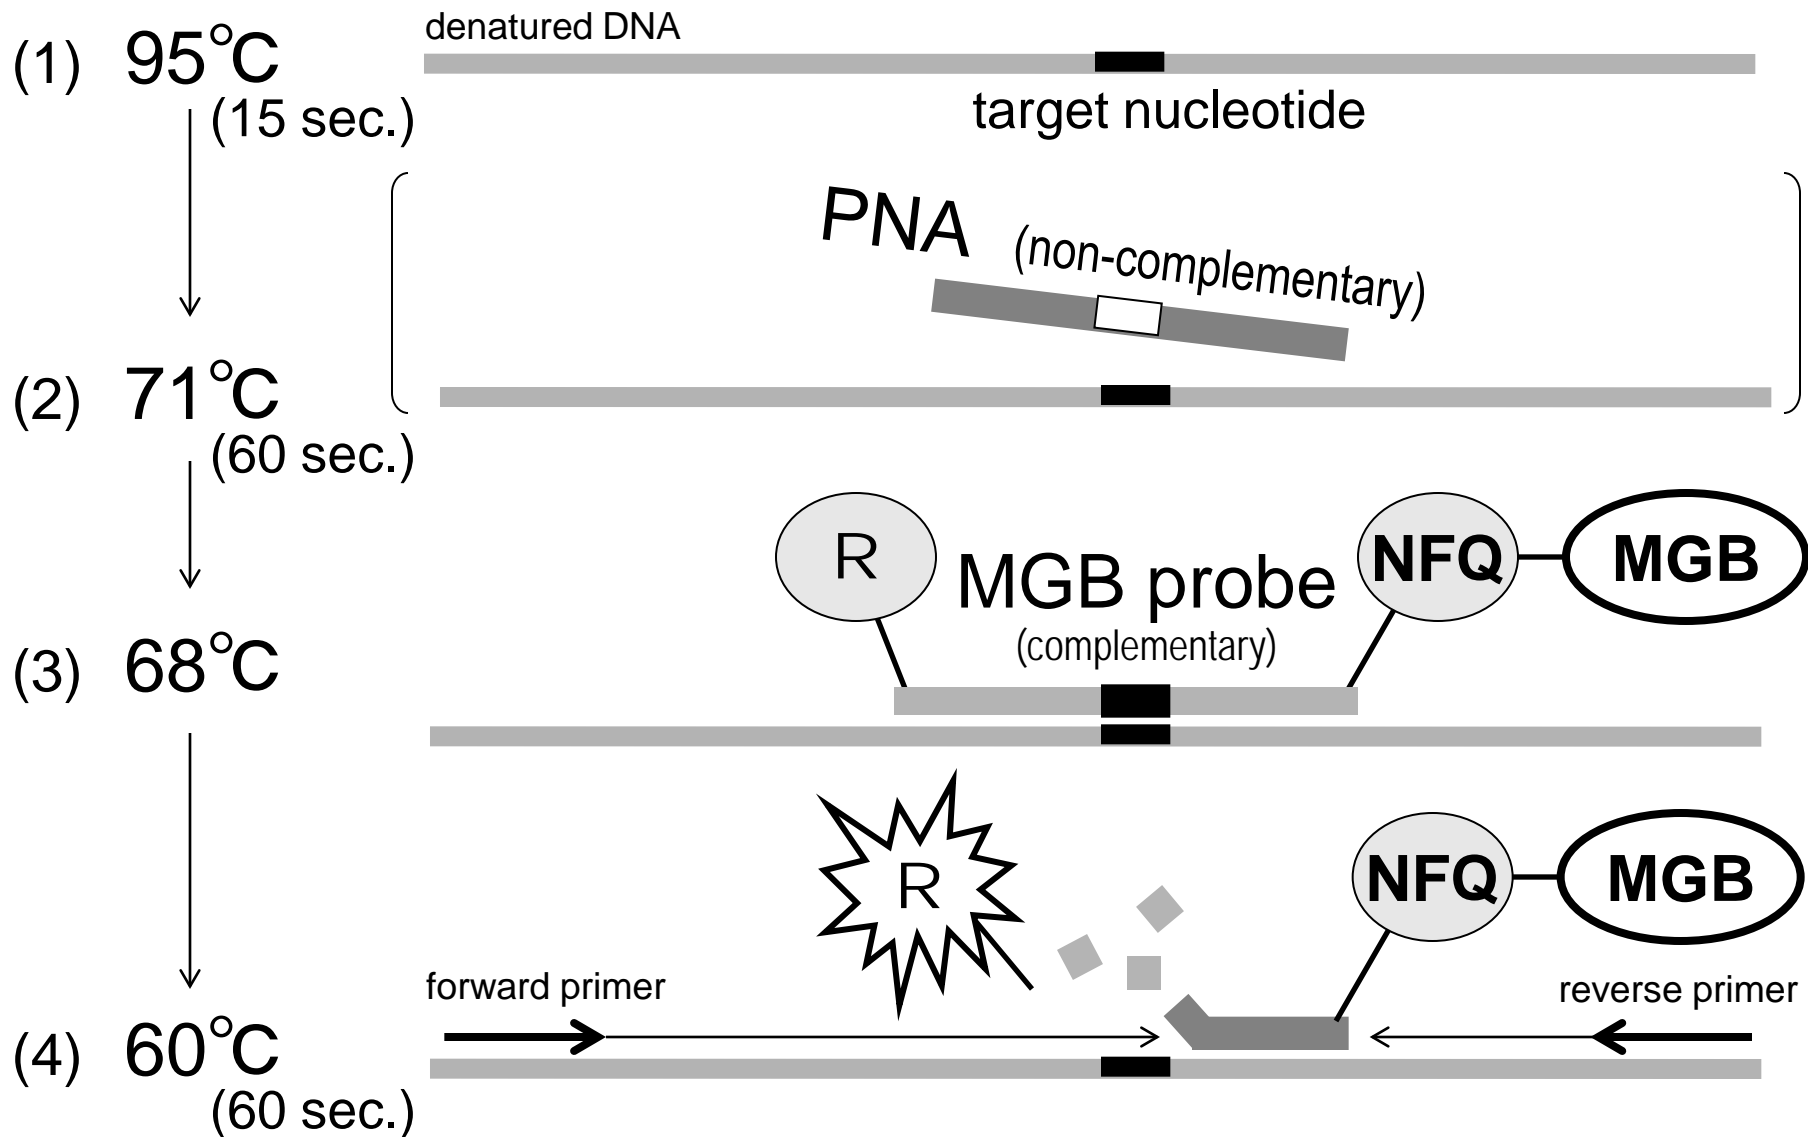 denatured DNA
(1) 95℃
(15 sec.)
target nucleotide
PNA (non-complementary)
(2) 71℃
(60 sec.)
R
MGB probe
NFQ
MGB
(complementary)
(3) 68℃
R
NFQ
MGB
forward primer
reverse primer
(4) 60℃
(60 sec.)